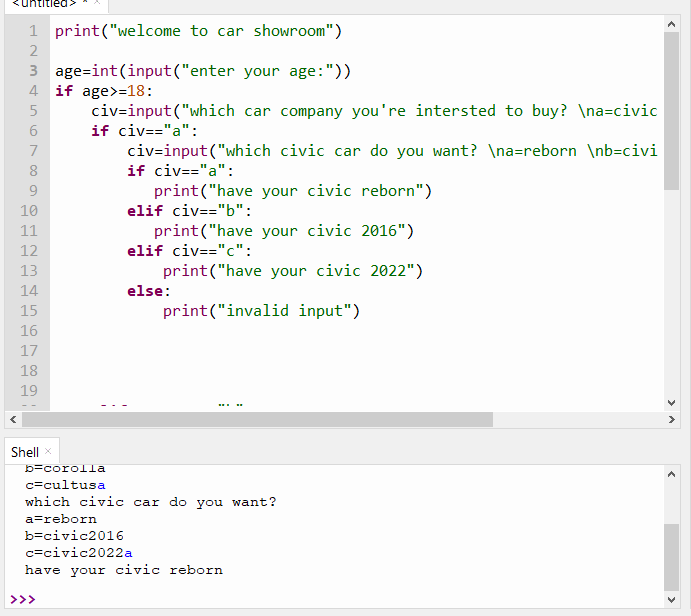 <untitled> * ×
1 print("welcome to car showroom")
2
3 age=int(input("enter your age:"))
4 if age>=18:
5 civ=input("which car company you're intersted to buy? \na=civic
6 if civ=="a":
7 civ=input("which civic car do you want? \na=reborn \nb=civi
8 if civ=="a":
9 print("have your civic reborn")
10 elif civ=="b":
11 print("have your civic 2016")
12 elif civ=="c":
13 print("have your civic 2022")
14 else:
15 print("invalid input")
16
17
18
19
Shell ×
b=corolla
c=cultusa
which civic car do you want?
a=reborn
b=civic2016
c=civic2022a
have your civic reborn
>>>